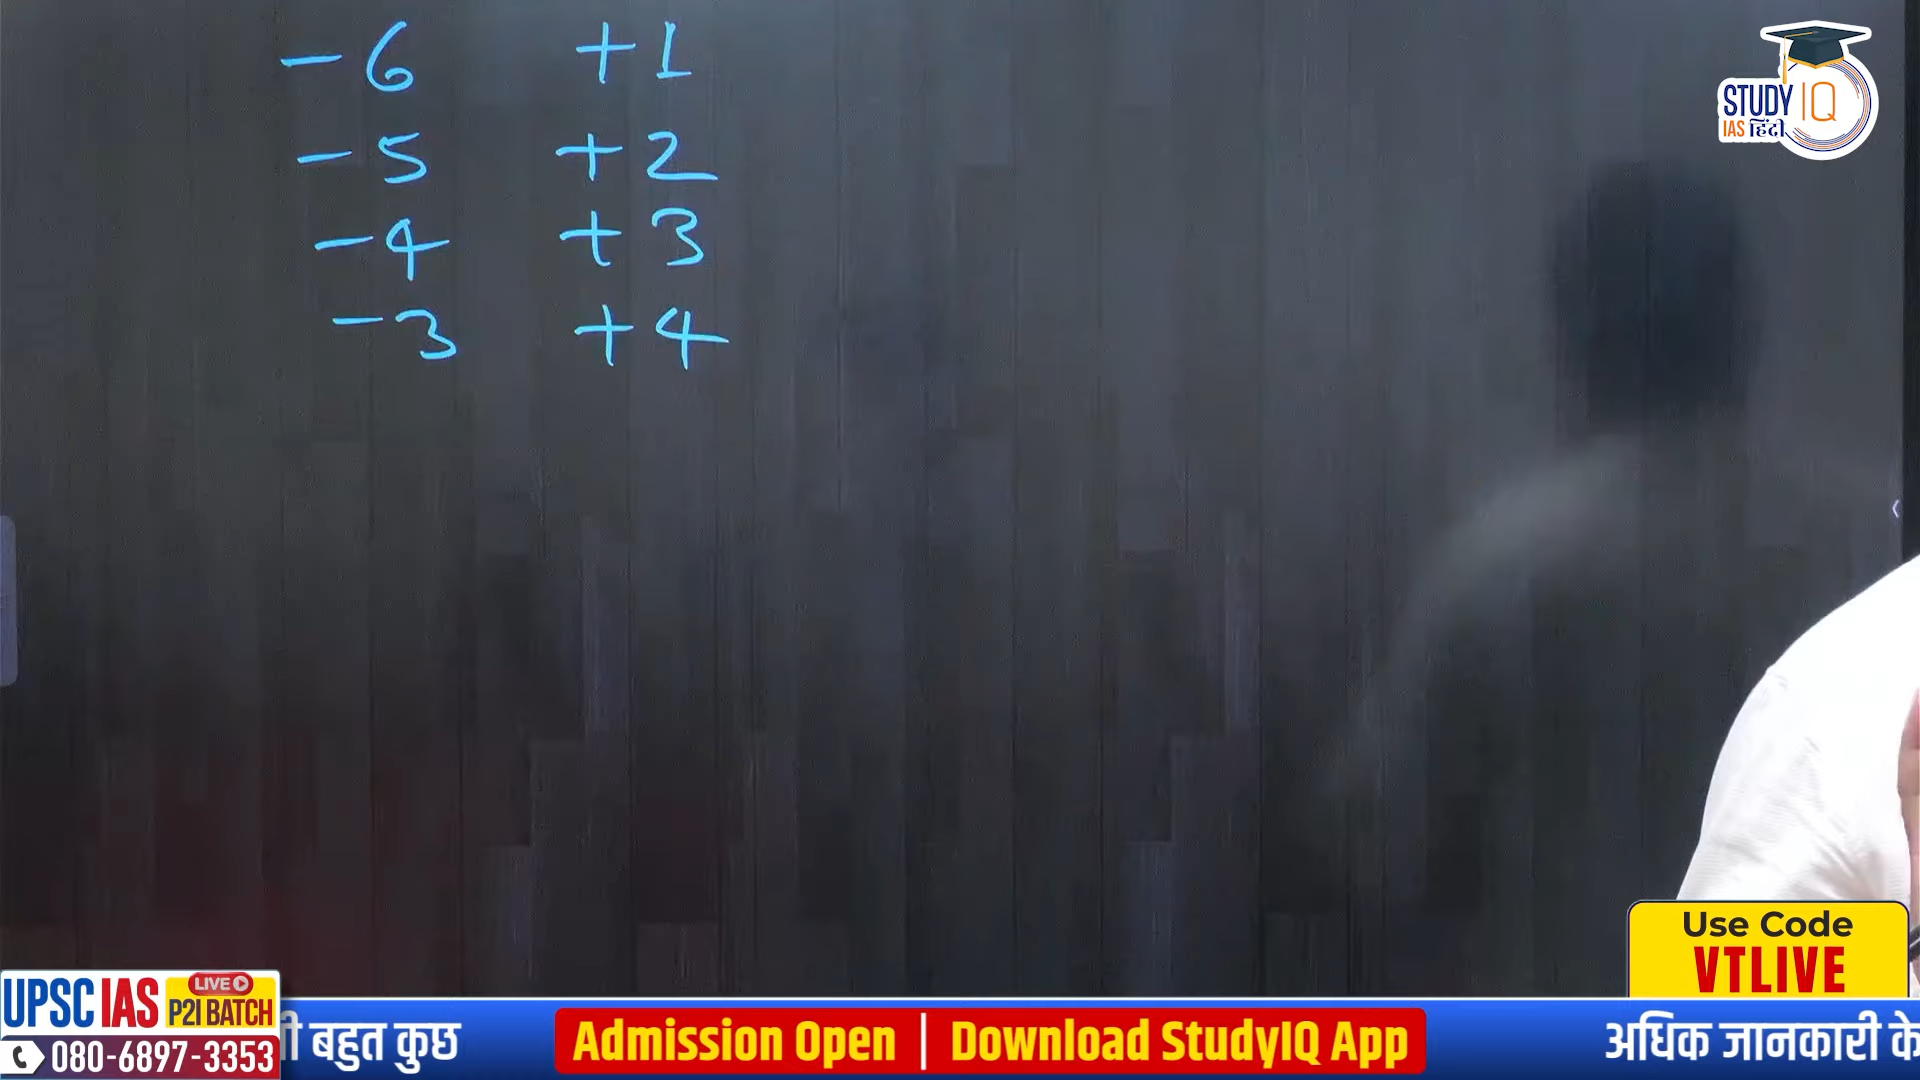 -6 +1
-5 +2
-4 +3
-3 +4
STUDY IQ
IAS हिंदी
Use Code
VTLIVE
UPSC IAS LIVE P2I BATCH
080-6897-3353
बहुत कुछ
Admission Open | Download StudyIQ App
अधिक जानकारी के